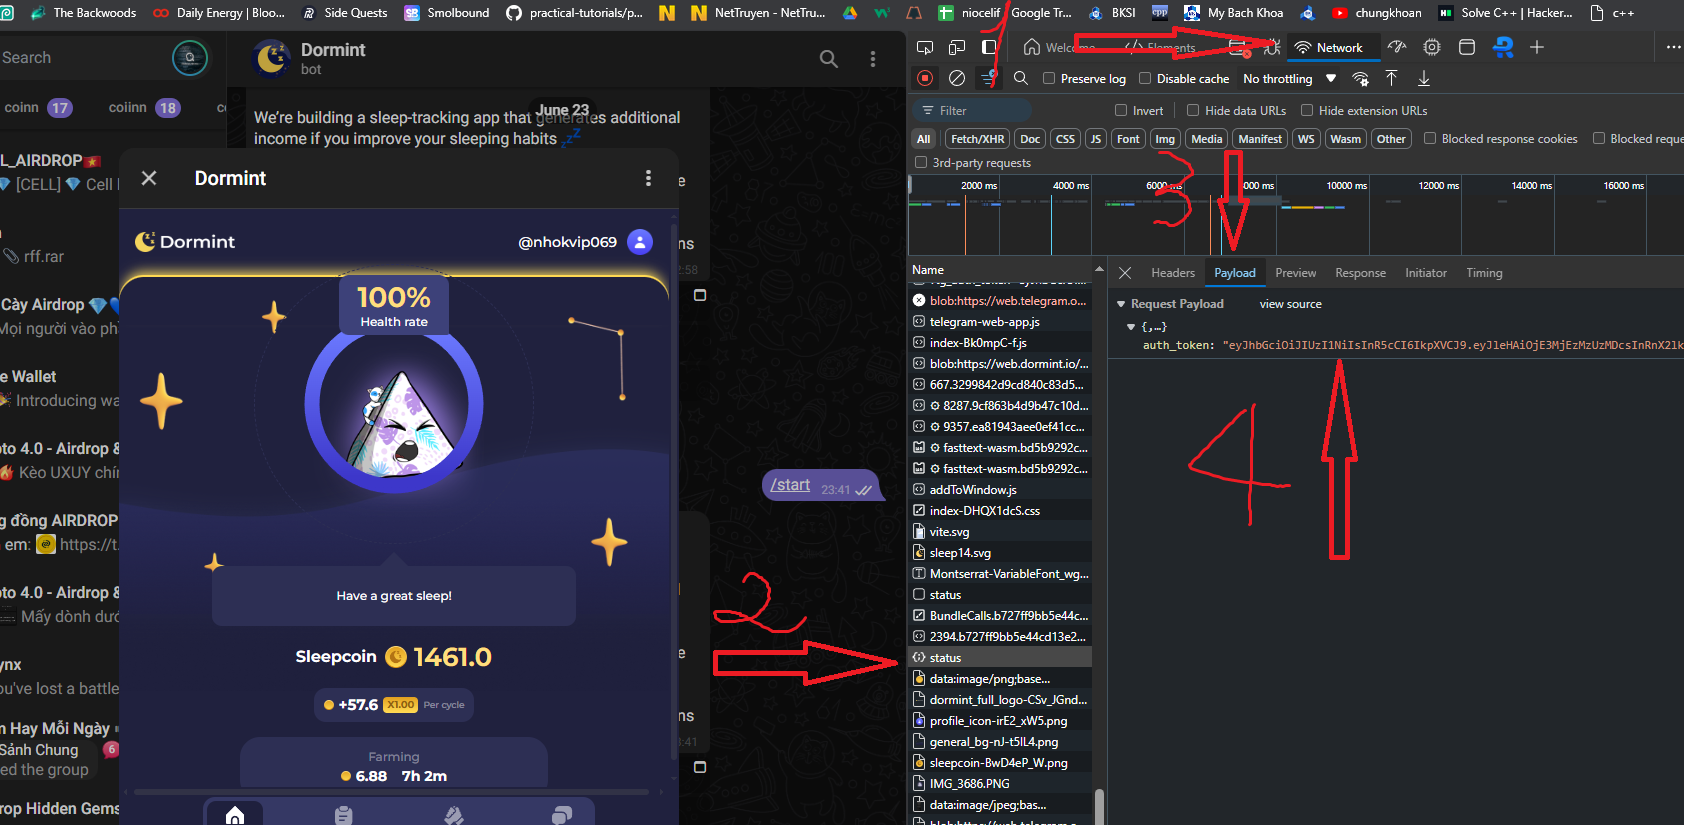 The Backwoods
Daily Energy | Bloo...
Side Quests
Smolbound
practical-tutorials/p...
NetTruyen - NetTru...
niocelif
Google Tr...
BKSI
My Bach Khoa
chungkhoan
Solve C++ | Hacker...
c++
Search
coinn 17
coiinn 18
Dormint
bot
June 23
We're building a sleep-tracking app that generates additional
income if you improve your sleeping habits
L_AIRDROP
[CELL] Cell
rff.rar
Cày Airdrop
Mọi người vào
e Wallet
Introducing wa
pto 4.0 - Airdrop &
Kèo UXUY chín
g đồng AIRDROP
em: https://t.
oto 4.0 - Airdrop &
Mấy dòng dướ
ynx
ou've lost a battle
n Hay Mỗi Ngày
Sảnh Chung 6
ed the group
rop Hidden Gems
Dormint
Dormint
@nhokvip069
100%
Health rate
Have a great sleep!
Sleepcoin 1461.0
+57.6 X1.00 Per cycle
Farming
6.88 7h 2m
e
ns
2:58
/start 23:41
e
ns
3:41
1
2
3
4
Welcome
Elements
Network
Preserve log
Disable cache
No throttling
Filter
Invert
Hide data URLs
Hide extension URLs
All Fetch/XHR Doc CSS JS Font Img Media Manifest WS Wasm Other
Blocked response cookies
Blocked reque
3rd-party requests
2000 ms 4000 ms 6000 ms 8000 ms 10000 ms 12000 ms 14000 ms 16000 ms
Name
blob:https://web.telegram.o...
telegram-web-app.js
index-Bk0mpC-f.js
blob:https://web.dormint.io/...
667.3299842d9cd840c83d5...
8287.9cf863b4d9b47c10d...
9357.ea81943aee0ef41cc...
fasttext-wasm.bd5b9292c...
fasttext-wasm.bd5b9292c...
addToWindow.js
index-DHQX1dcS.css
vite.svg
sleep14.svg
Montserrat-VariableFont_wg...
status
BundleCalls.b727ff9bb5e44c...
2394.b727ff9bb5e44cd13e2...
status
data:image/png;base...
dormint_full_logo-CSv_JGnd...
profile_icon-irE2_xW5.png
general_bg-nJ-t5lL4.png
sleepcoin-BwD4eP_W.png
IMG_3686.PNG
data:image/jpeg;bas...
Headers Payload Preview Response Initiator Timing
Request Payload view source
{,…}
auth_token: "eyJhbGciOiJIUzI1NiIsInR5cCI6IkpXVCJ9.eyJleHAiOjE3MjEzMzUzMDcsInRnX2lk